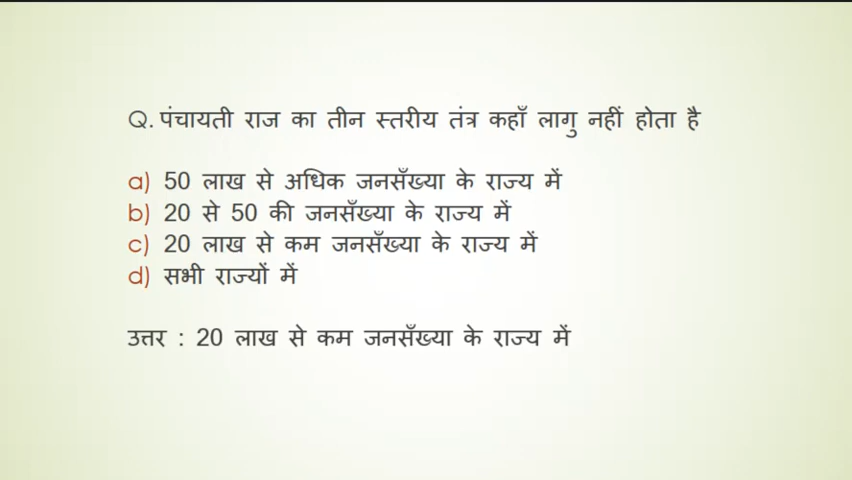 Q. पंचायती राज का तीन स्तरीय तंत्र कहाँ लागु नहीं होता है
a) 50 लाख से अधिक जनसँख्या के राज्य में
b) 20 से 50 की जनसँख्या के राज्य में
c) 20 लाख से कम जनसँख्या के राज्य में
d) सभी राज्यों में
उत्तर : 20 लाख से कम जनसँख्या के राज्य में